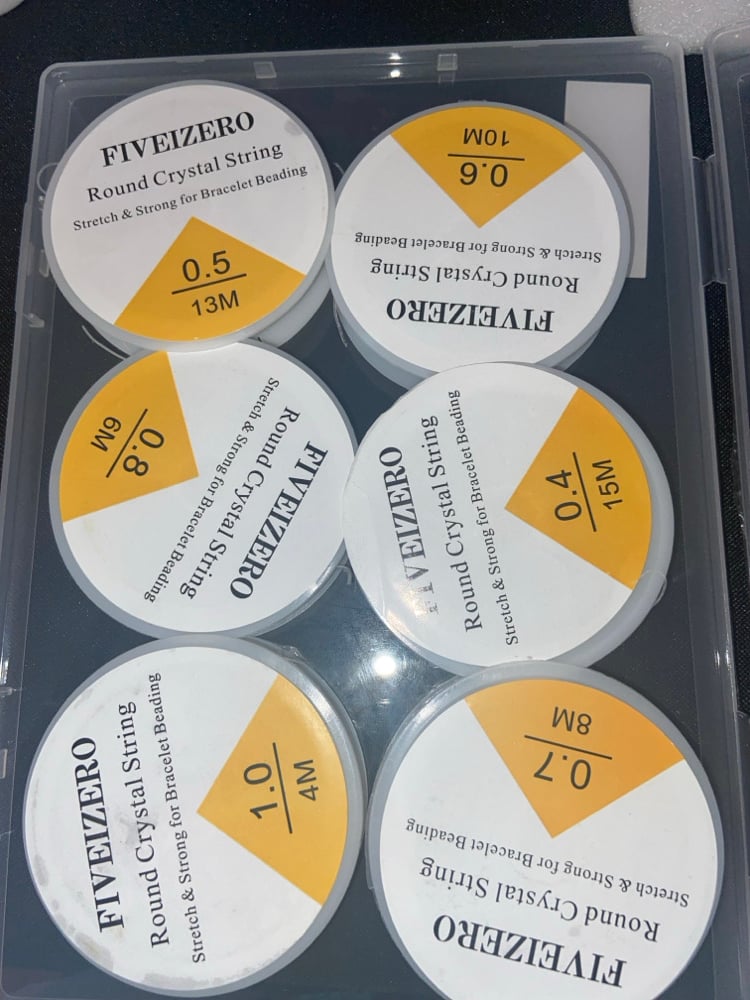 FIVEIZERO
Round Crystal String
Stretch & Strong for Bracelet Beading
0.5
13M
FIVEIZERO
Round Crystal String
Stretch & Strong for Bracelet Beading
0.6
10M
FIVEIZERO
Round Crystal String
Stretch & Strong for Bracelet Beading
0.8
6M
FIVEIZERO
Round Crystal String
Stretch & Strong for Bracelet Beading
0.4
15M
FIVEIZERO
Round Crystal String
Stretch & Strong for Bracelet Beading
1.0
4M
FIVEIZERO
Round Crystal String
Stretch & Strong for Bracelet Beading
0.7
8M